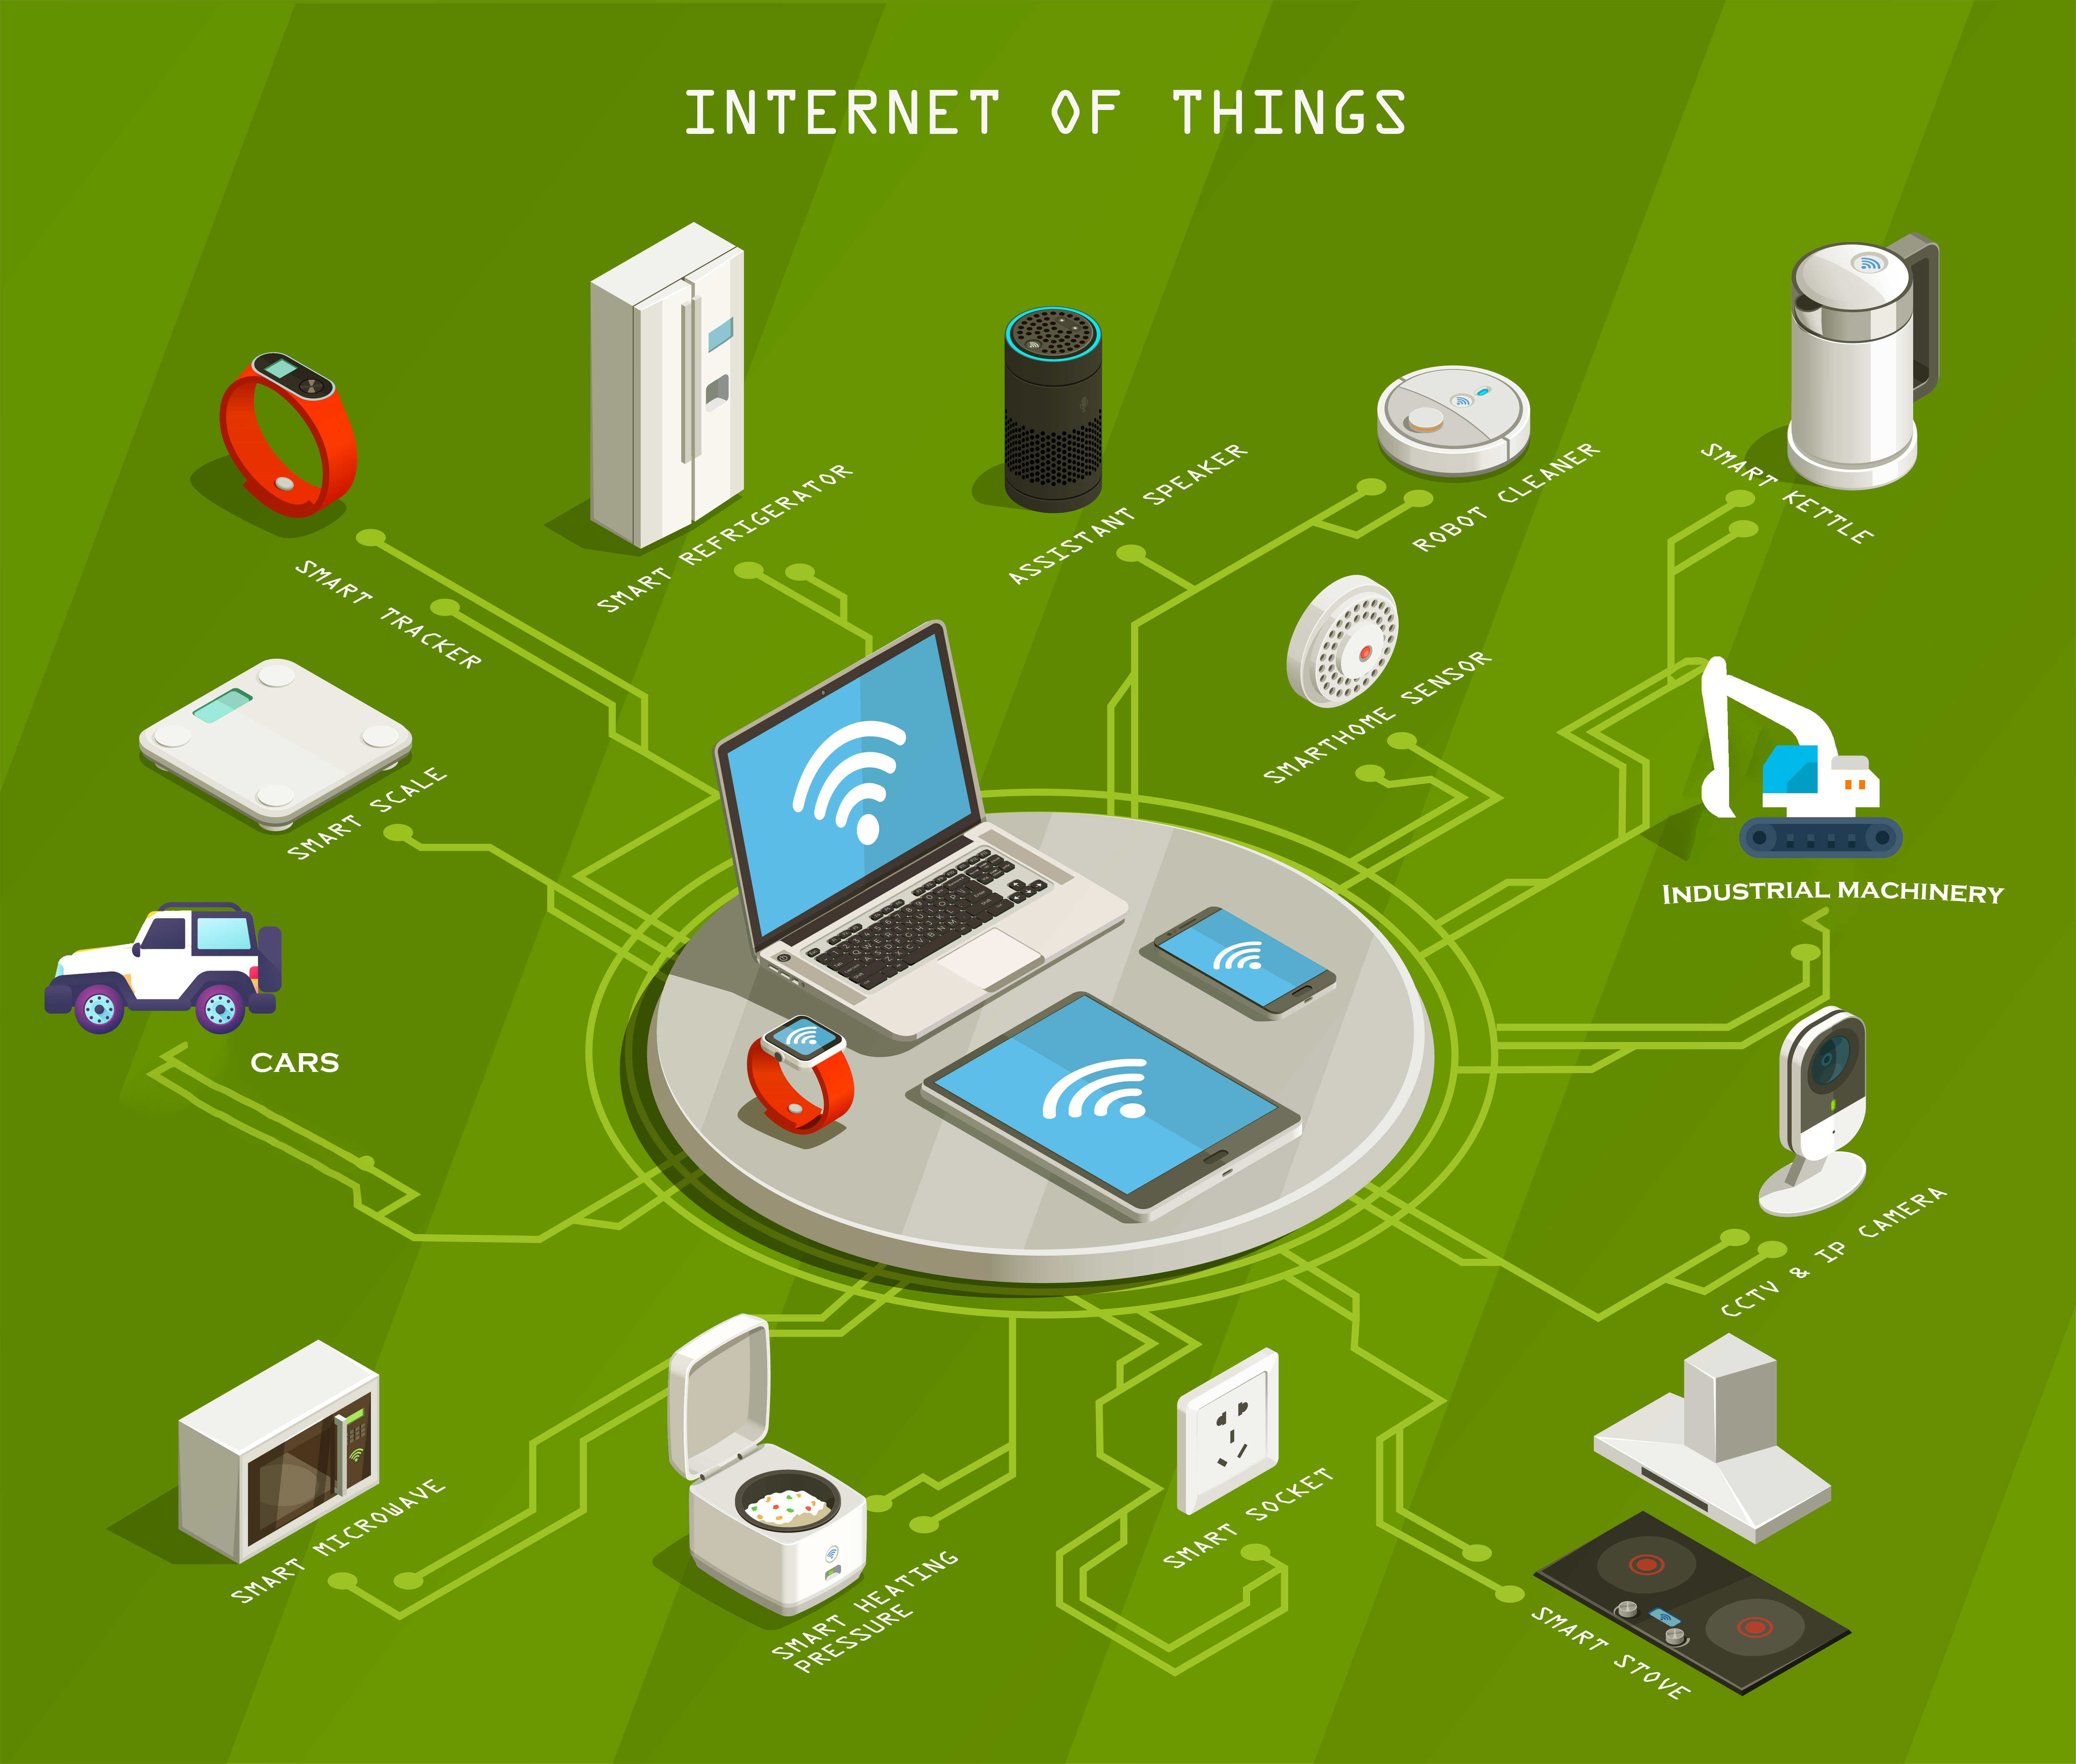 INTERNET OF THINGS
SMART TRACKER
SMART REFRIGERATOR
ASSISTANT SPEAKER
ROBOT CLEANER
SMART KETTLE
SMART SCALE
SMARTHOME SENSOR
INDUSTRIAL MACHINERY
CARS
CCTV & IP CAMERA
SMART MICROWAVE
SMART HEATING
PRESSURE
SMART SOCKET
SMART STOVE